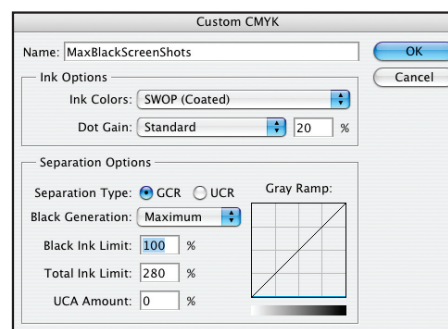 Custom CMYK
Name: MaxBlackScreenShots
OK
Cancel
Ink Options
Ink Colors: SWOP (Coated)
Dot Gain: Standard 20 %
Separation Options
Separation Type: GCR UCR
Gray Ramp:
Black Generation: Maximum
Black Ink Limit: 100 %
Total Ink Limit: 280 %
UCA Amount: 0 %